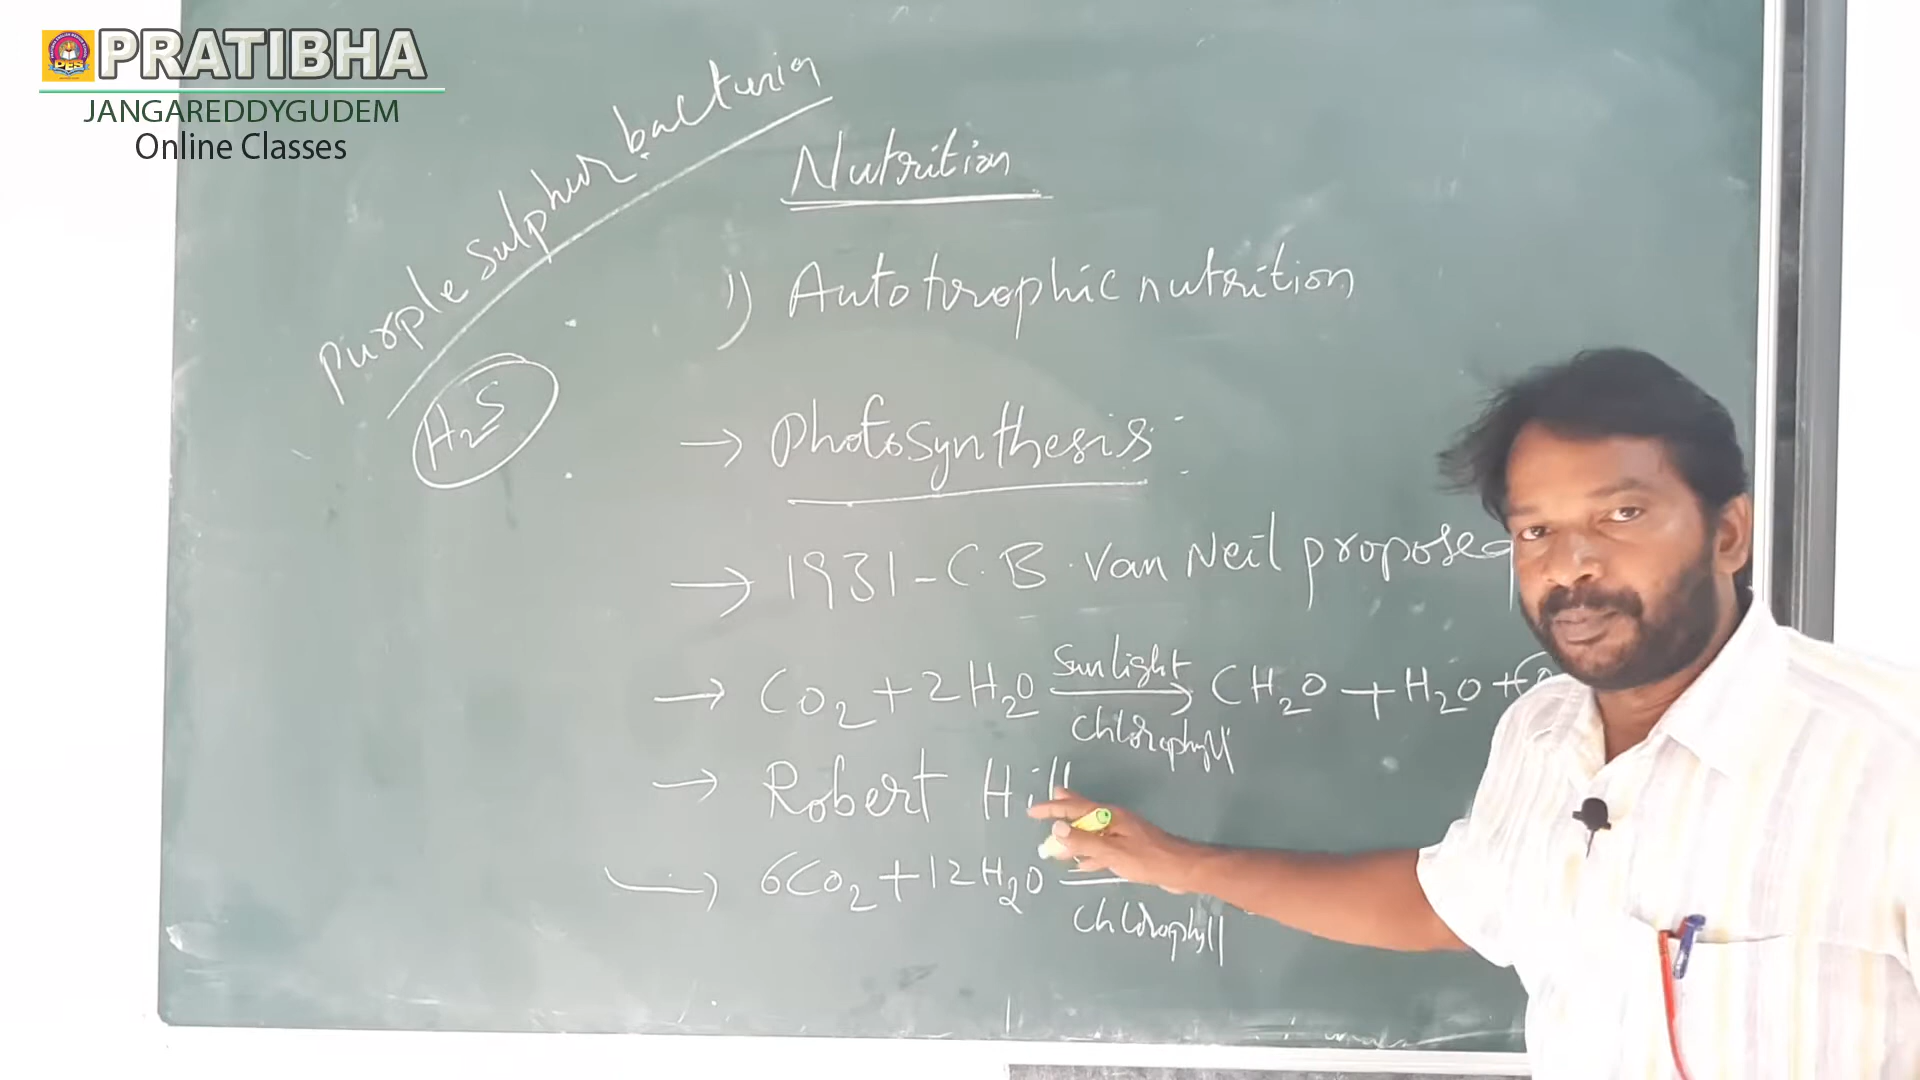 PRATIBHA
JANGAREDDYGUDEM
Online Classes
PES
purple sulphur bacteria
H2S
Nutrition
1) Autotrophic nutrition
→ Photosynthesis :
→ 1931 - C.B. Van Neil proposed
→ CO2 + 2H2O Sunlight → Chlorophyll CH2O + H2O +
→ Robert Hill
→ 6CO2 + 12H2O Chlorophyll